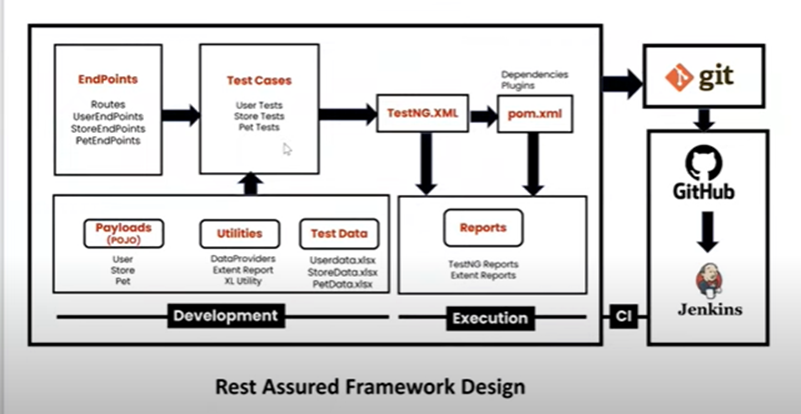 EndPoints
Routes
UserEndPoints
StoreEndPoints
PetEndPoints
Test Cases
User Tests
Store Tests
Pet Tests
TestNG.XML
Dependencies
Plugins
pom.xml
git
GitHub
Jenkins
Payloads
(POJO)
User
Store
Pet
Utilities
DataProviders
Extent Report
XL Utility
Test Data
Userdata.xlsx
StoreData.xlsx
PetData.xlsx
Reports
TestNG Reports
Extent Reports
Development
Execution
CI
Rest Assured Framework Design